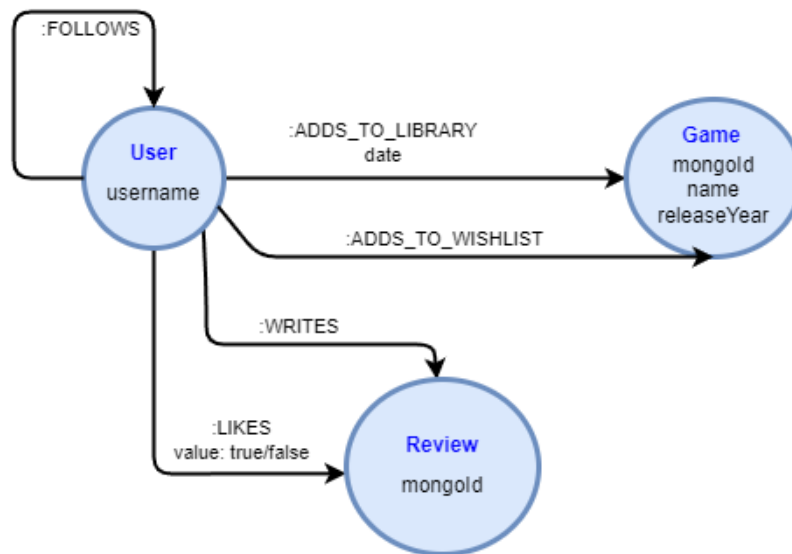 :FOLLOWS
User
username
:ADDS_TO_LIBRARY
date
Game
mongoId
name
releaseYear
:ADDS_TO_WISHLIST
:WRITES
:LIKES
value: true/false
Review
mongoId